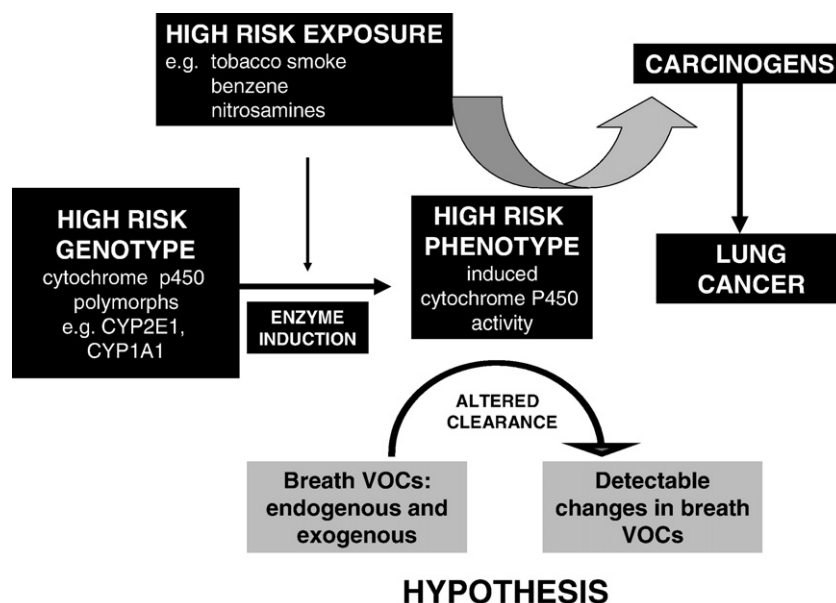 HIGH RISK EXPOSURE
e.g. tobacco smoke
benzene
nitrosamines
CARCINOGENS
HIGH RISK
GENOTYPE
cytochrome p450
polymorphs
e.g. CYP2E1,
CYP1A1
ENZYME
INDUCTION
HIGH RISK
PHENOTYPE
induced
cytochrome P450
activity
LUNG
CANCER
ALTERED
CLEARANCE
Breath VOCs:
endogenous and
exogenous
Detectable
changes in breath
VOCs
HYPOTHESIS